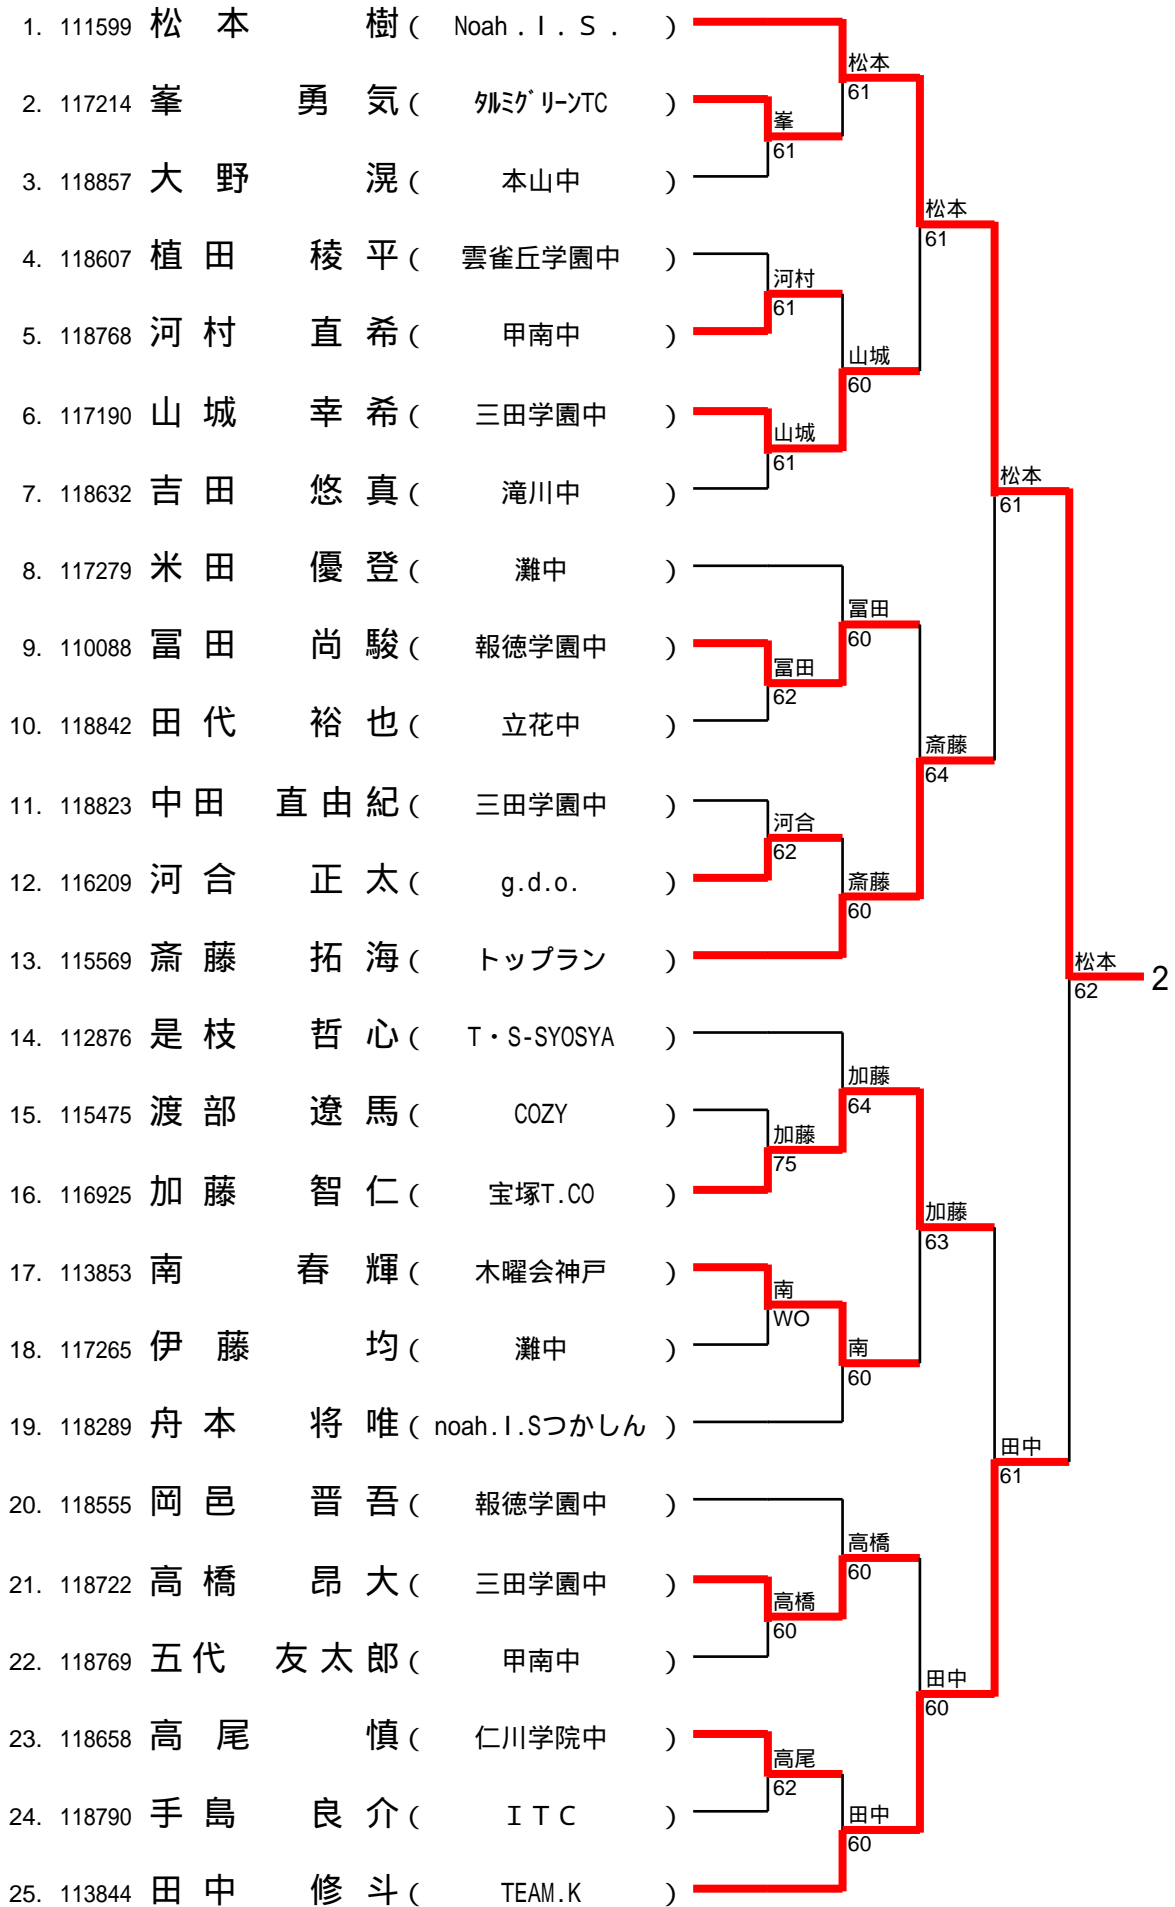 1. 111599 松本 樹 ( Noah.I.S. )
松本
61
2. 117214 峯 勇気 ( ﾀﾙﾐｸﾞﾘｰﾝTC )
峯
61
3. 118857 大野 滉 ( 本山中 )
松本
61
4. 118607 植田 稜平 ( 雲雀丘学園中 )
河村
61
5. 118768 河村 直希 ( 甲南中 )
山城
60
6. 117190 山城 幸希 ( 三田学園中 )
山城
61
7. 118632 吉田 悠真 ( 滝川中 )
松本
61
8. 117279 米田 優登 ( 灘中 )
冨田
60
9. 110088 冨田 尚駿 ( 報徳学園中 )
冨田
62
10. 118842 田代 裕也 ( 立花中 )
斎藤
64
11. 118823 中田 直由紀 ( 三田学園中 )
河合
62
12. 116209 河合 正太 ( g.d.o. )
斎藤
60
13. 115569 斎藤 拓海 ( トップラン )
松本
62
2
14. 112876 是枝 哲心 ( T・S-SYOSYA )
加藤
64
15. 115475 渡部 遼馬 ( COZY )
加藤
75
16. 116925 加藤 智仁 ( 宝塚T.CO )
加藤
63
17. 113853 南 春輝 ( 木曜会神戸 )
南
WO
18. 117265 伊藤 均 ( 灘中 )
南
60
19. 118289 舟本 将唯 ( noah.I.Sつかしん )
田中
61
20. 118555 岡邑 晋吾 ( 報徳学園中 )
高橋
60
21. 118722 高橋 昂大 ( 三田学園中 )
高橋
60
22. 118769 五代 友太郎 ( 甲南中 )
田中
60
23. 118658 高尾 慎 ( 仁川学院中 )
高尾
62
24. 118790 手島 良介 ( ITC )
田中
60
25. 113844 田中 修斗 ( TEAM.K )